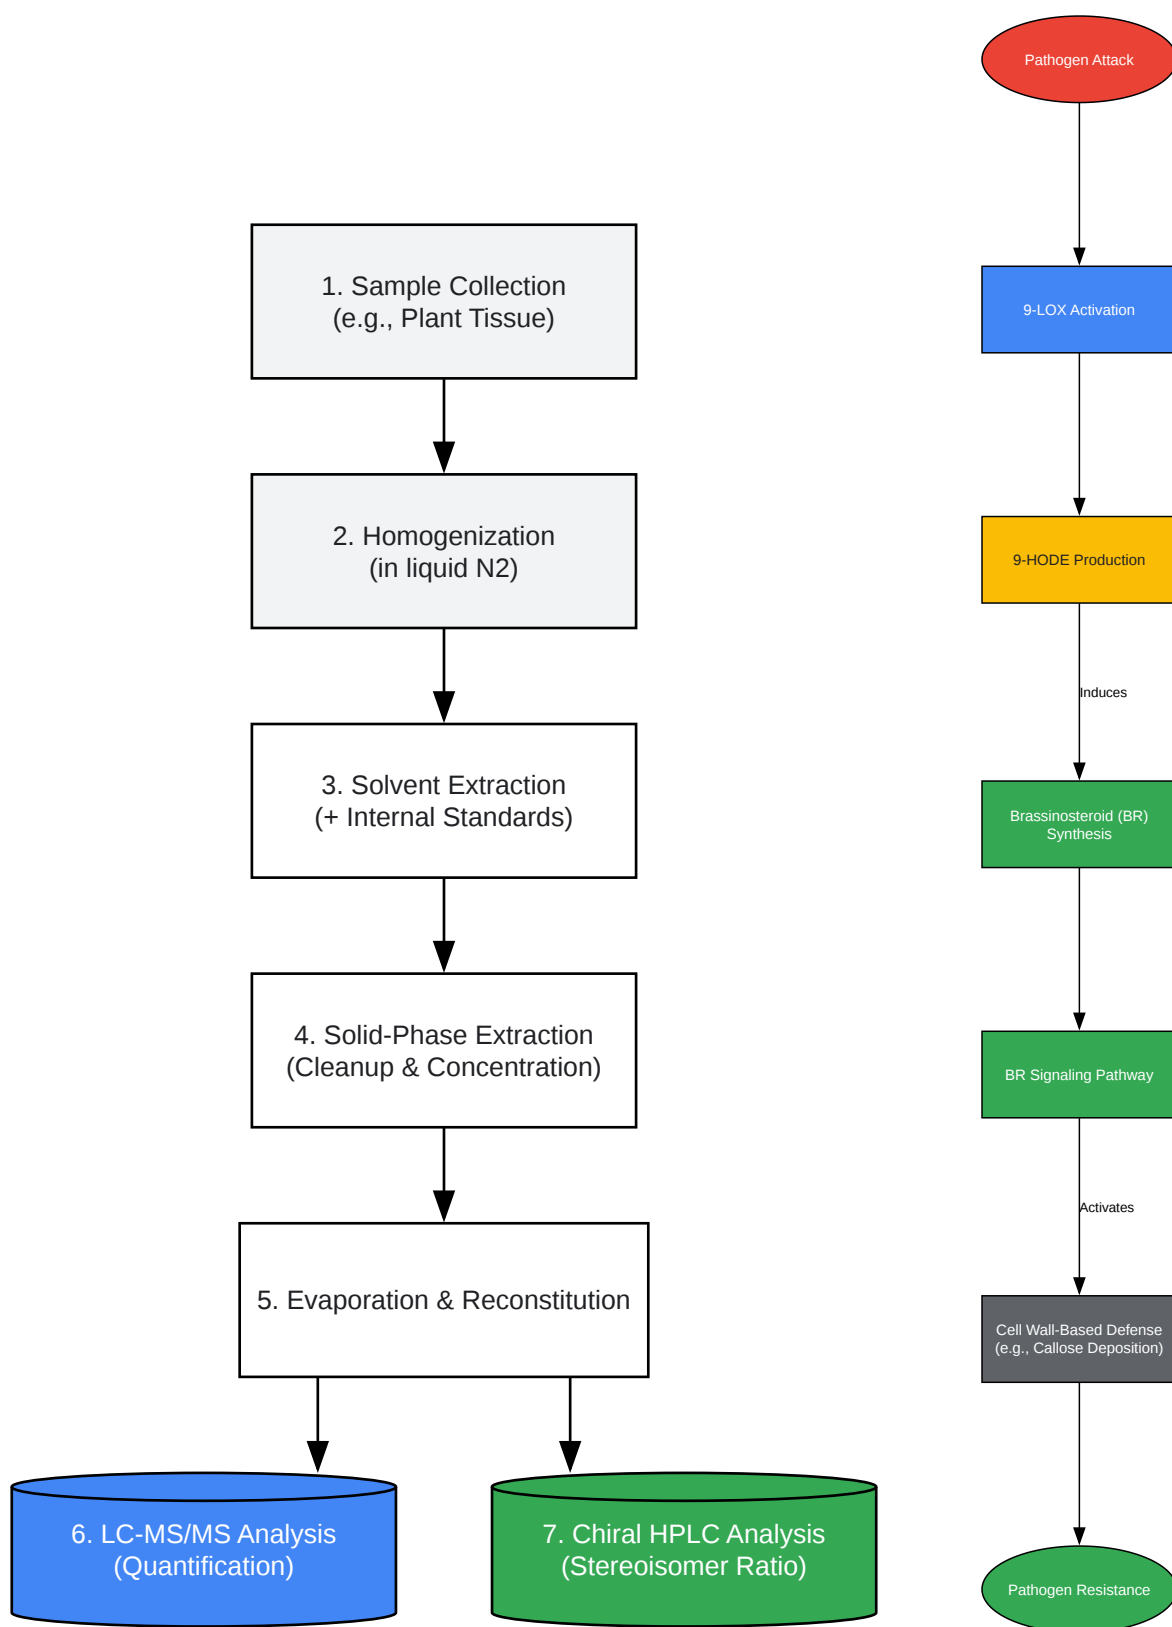 1. Sample Collection
(e.g., Plant Tissue)
2. Homogenization
(in liquid N2)
3. Solvent Extraction
(+ Internal Standards)
4. Solid-Phase Extraction
(Cleanup & Concentration)
5. Evaporation & Reconstitution
6. LC-MS/MS Analysis
(Quantification)
7. Chiral HPLC Analysis
(Stereoisomer Ratio)
Pathogen Attack
9-LOX Activation
9-HODE Production
Induces
Brassinosteroid (BR)
Synthesis
BR Signaling Pathway
Activates
Cell Wall-Based Defense
(e.g., Callose Deposition)
Pathogen Resistance